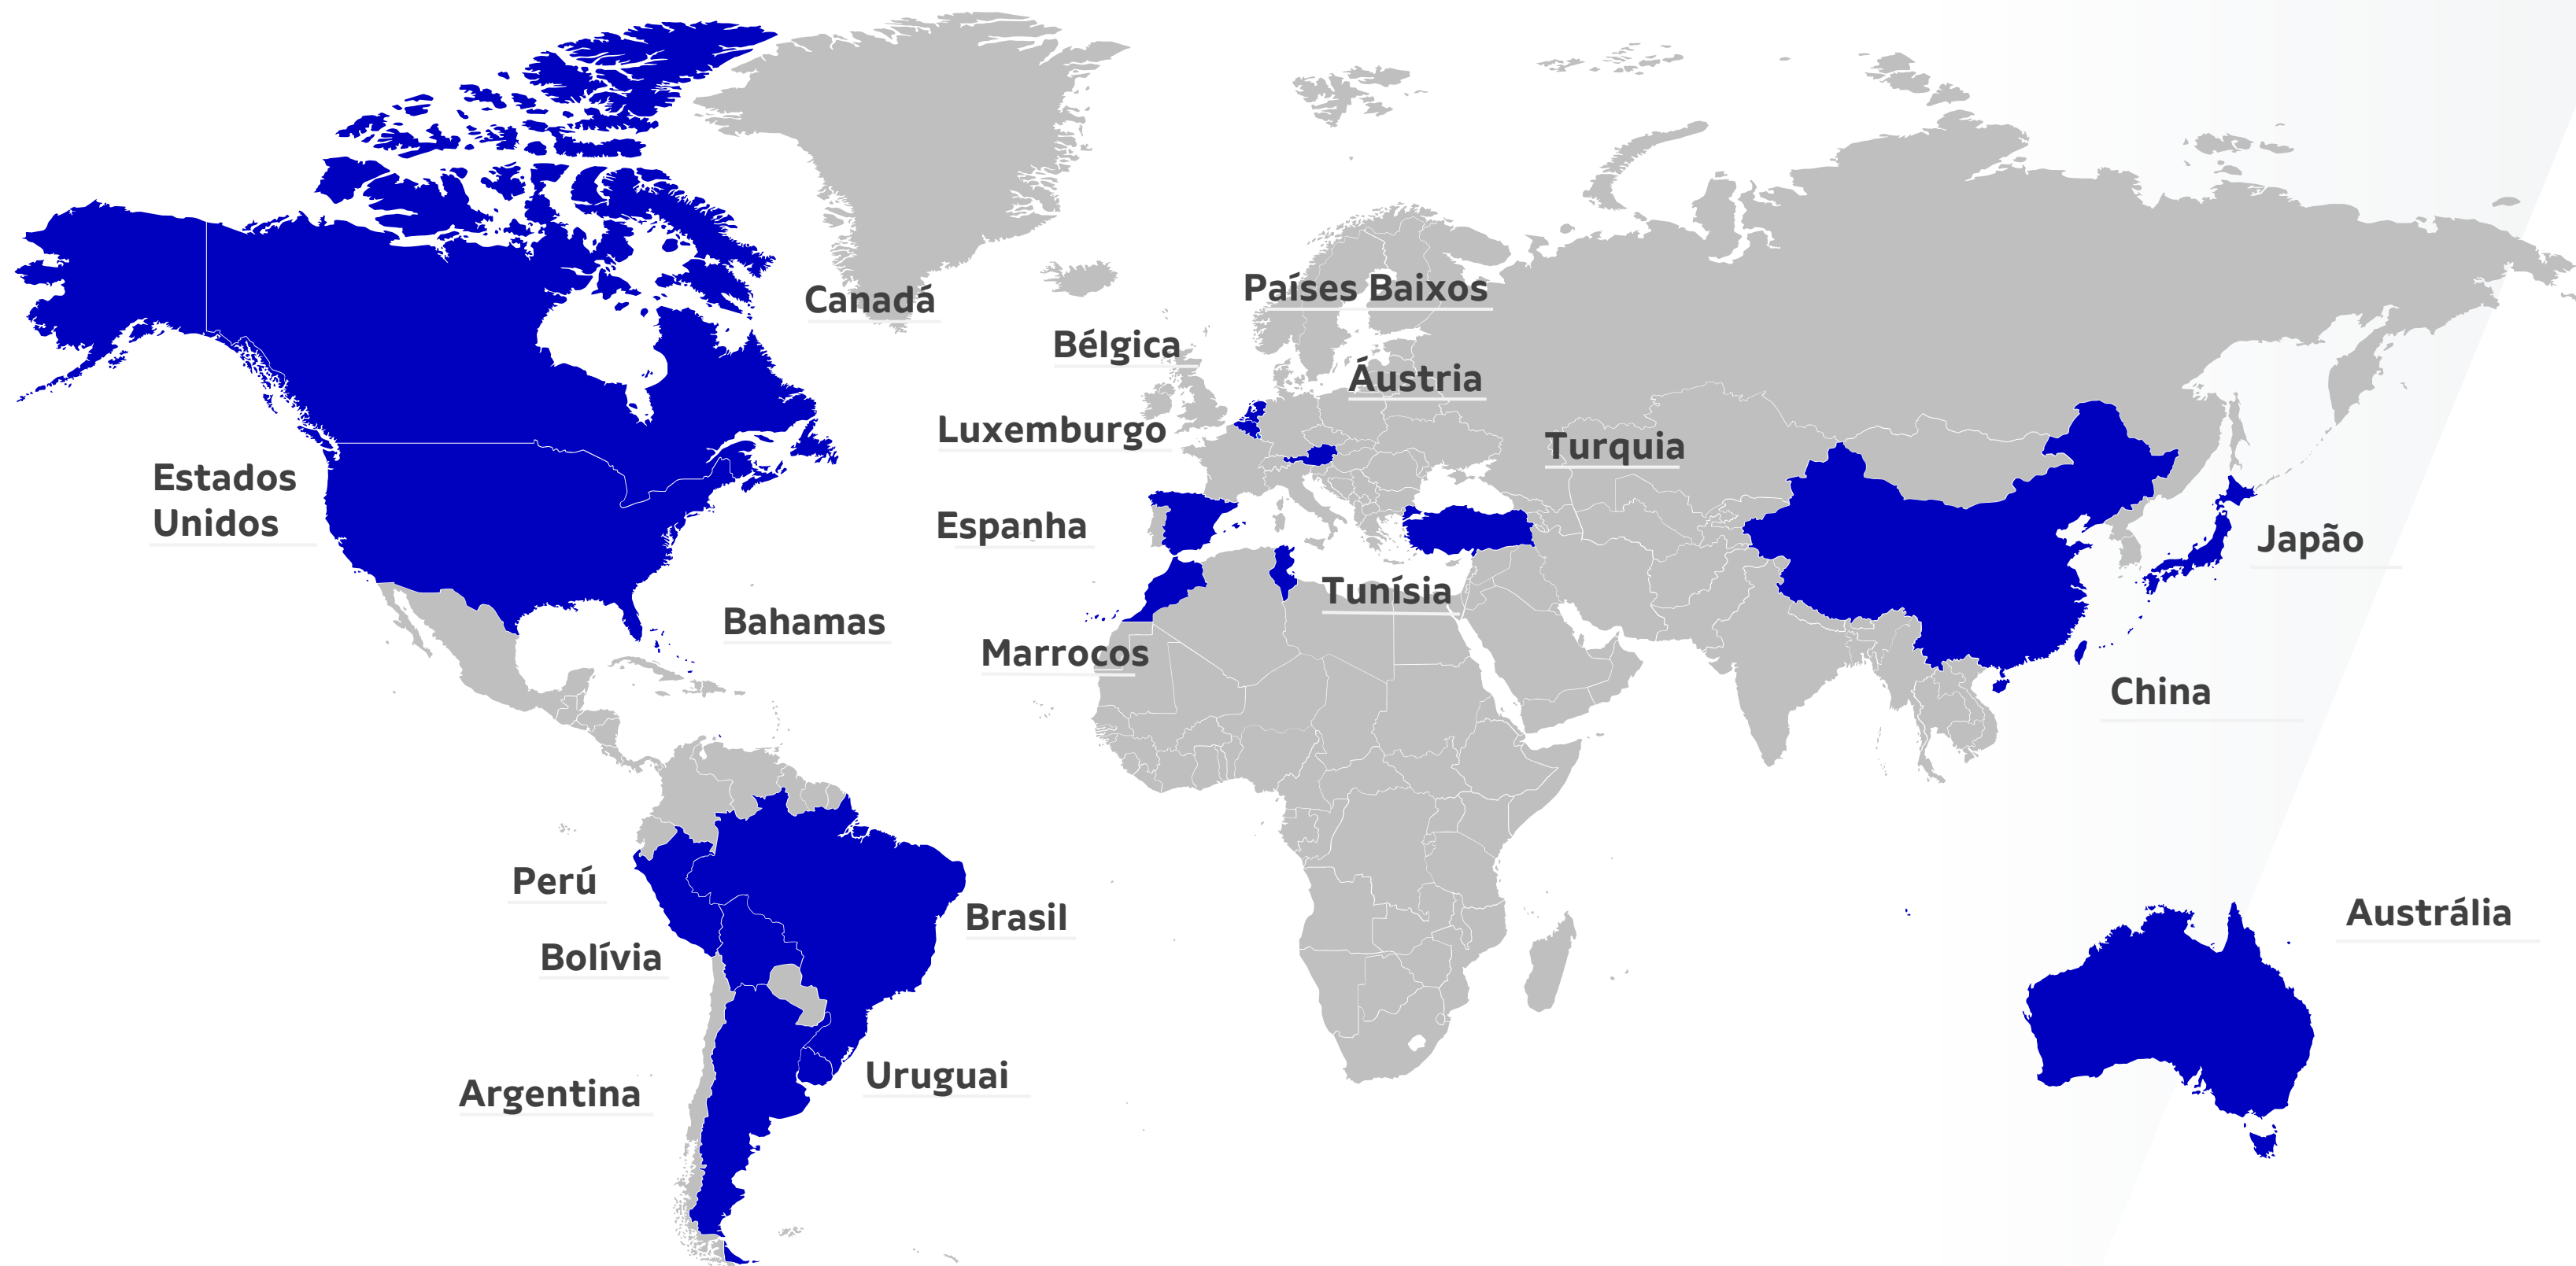 Canadá
Países Baixos
Bélgica
Áustria
Luxemburgo
Turquia
Estados
Unidos
Espanha
Japão
Tunísia
Bahamas
Marrocos
China
Perú
Brasil
Austrália
Bolívia
Uruguai
Argentina